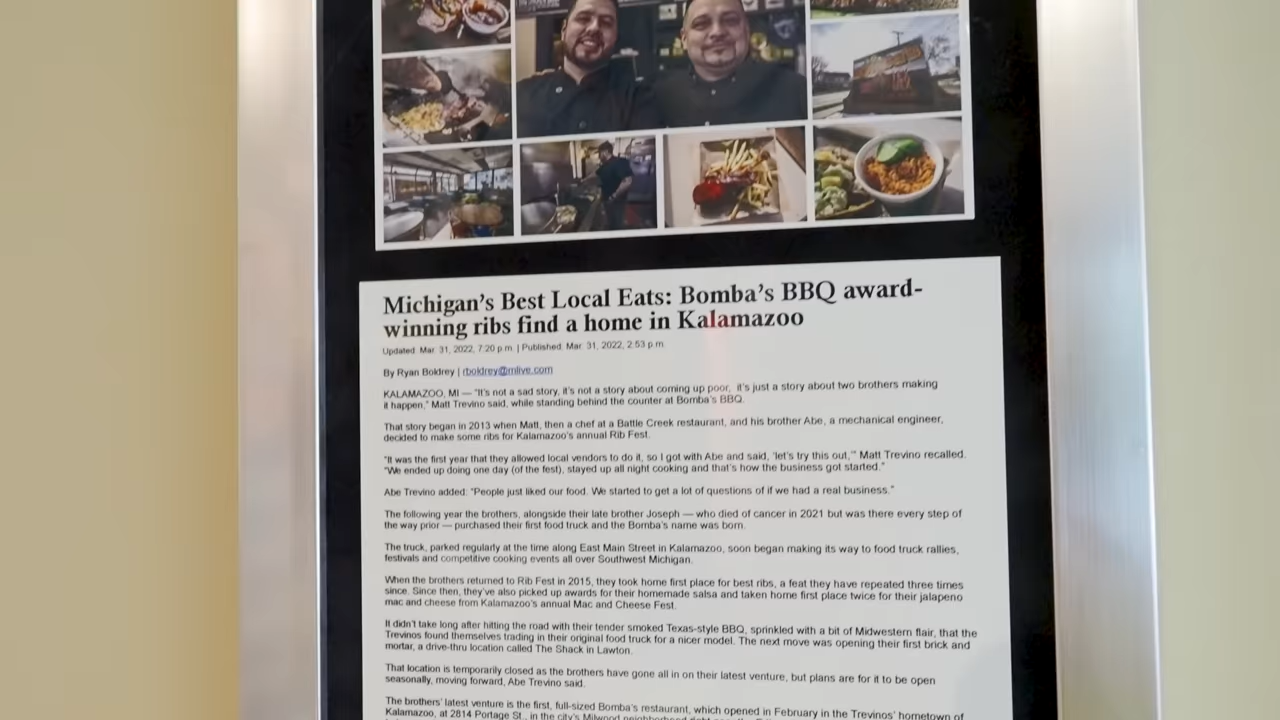 Michigan's Best Local Eats: Bomba's BBQ award-
winning ribs find a home in Kalamazoo
Updated: Mar. 31, 2022, 7:20 p.m. | Published: Mar. 31, 2022, 2:53 p.m.
By Ryan Boldrey | rboldrey@mlive.com
KALAMAZOO, MI — "It's not a sad story, it's not a story about coming up poor, it's just a story about two brothers making
it happen," Matt Trevino said, while standing behind the counter at Bomba's BBQ.
That story began in 2013 when Matt, then a chef at a Battle Creek restaurant, and his brother Abe, a mechanical engineer,
decided to make some ribs for Kalamazoo's annual Rib Fest.
"It was the first year that they allowed local vendors to do it, so I got with Abe and said, 'let's try this out,'" Matt Trevino recalled.
"We ended up doing one day (of the fest), stayed up all night cooking and that's how the business got started."
Abe Trevino added: "People just liked our food. We started to get a lot of questions of if we had a real business."
The following year the brothers, alongside their late brother Joseph — who died of cancer in 2021 but was there every step of
the way prior — purchased their first food truck and the Bomba's name was born.
The truck, parked regularly at the time along East Main Street in Kalamazoo, soon began making its way to food truck rallies,
festivals and competitive cooking events all over Southwest Michigan.
When the brothers returned to Rib Fest in 2015, they took home first place for best ribs, a feat they have repeated three times
since. Since then, they've also picked up awards for their homemade salsa and taken home first place twice for their jalapeno
mac and cheese from Kalamazoo's annual Mac and Cheese Fest.
It didn't take long after hitting the road with their tender smoked Texas-style BBQ, sprinkled with a bit of Midwestern flair, that the
Trevinos found themselves trading in their original food truck for a nicer model. The next move was opening their first brick and
mortar, a drive-thru location called The Shack in Lawton.
That location is temporarily closed as the brothers have gone all in on their latest venture, but plans are for it to be open
seasonally, moving forward, Abe Trevino said.
The brothers' latest venture is the first, full-sized Bomba's restaurant, which opened in February in the Trevinos' hometown of
Kalamazoo, at 2814 Portage St., in the city's Milwood neighborhood